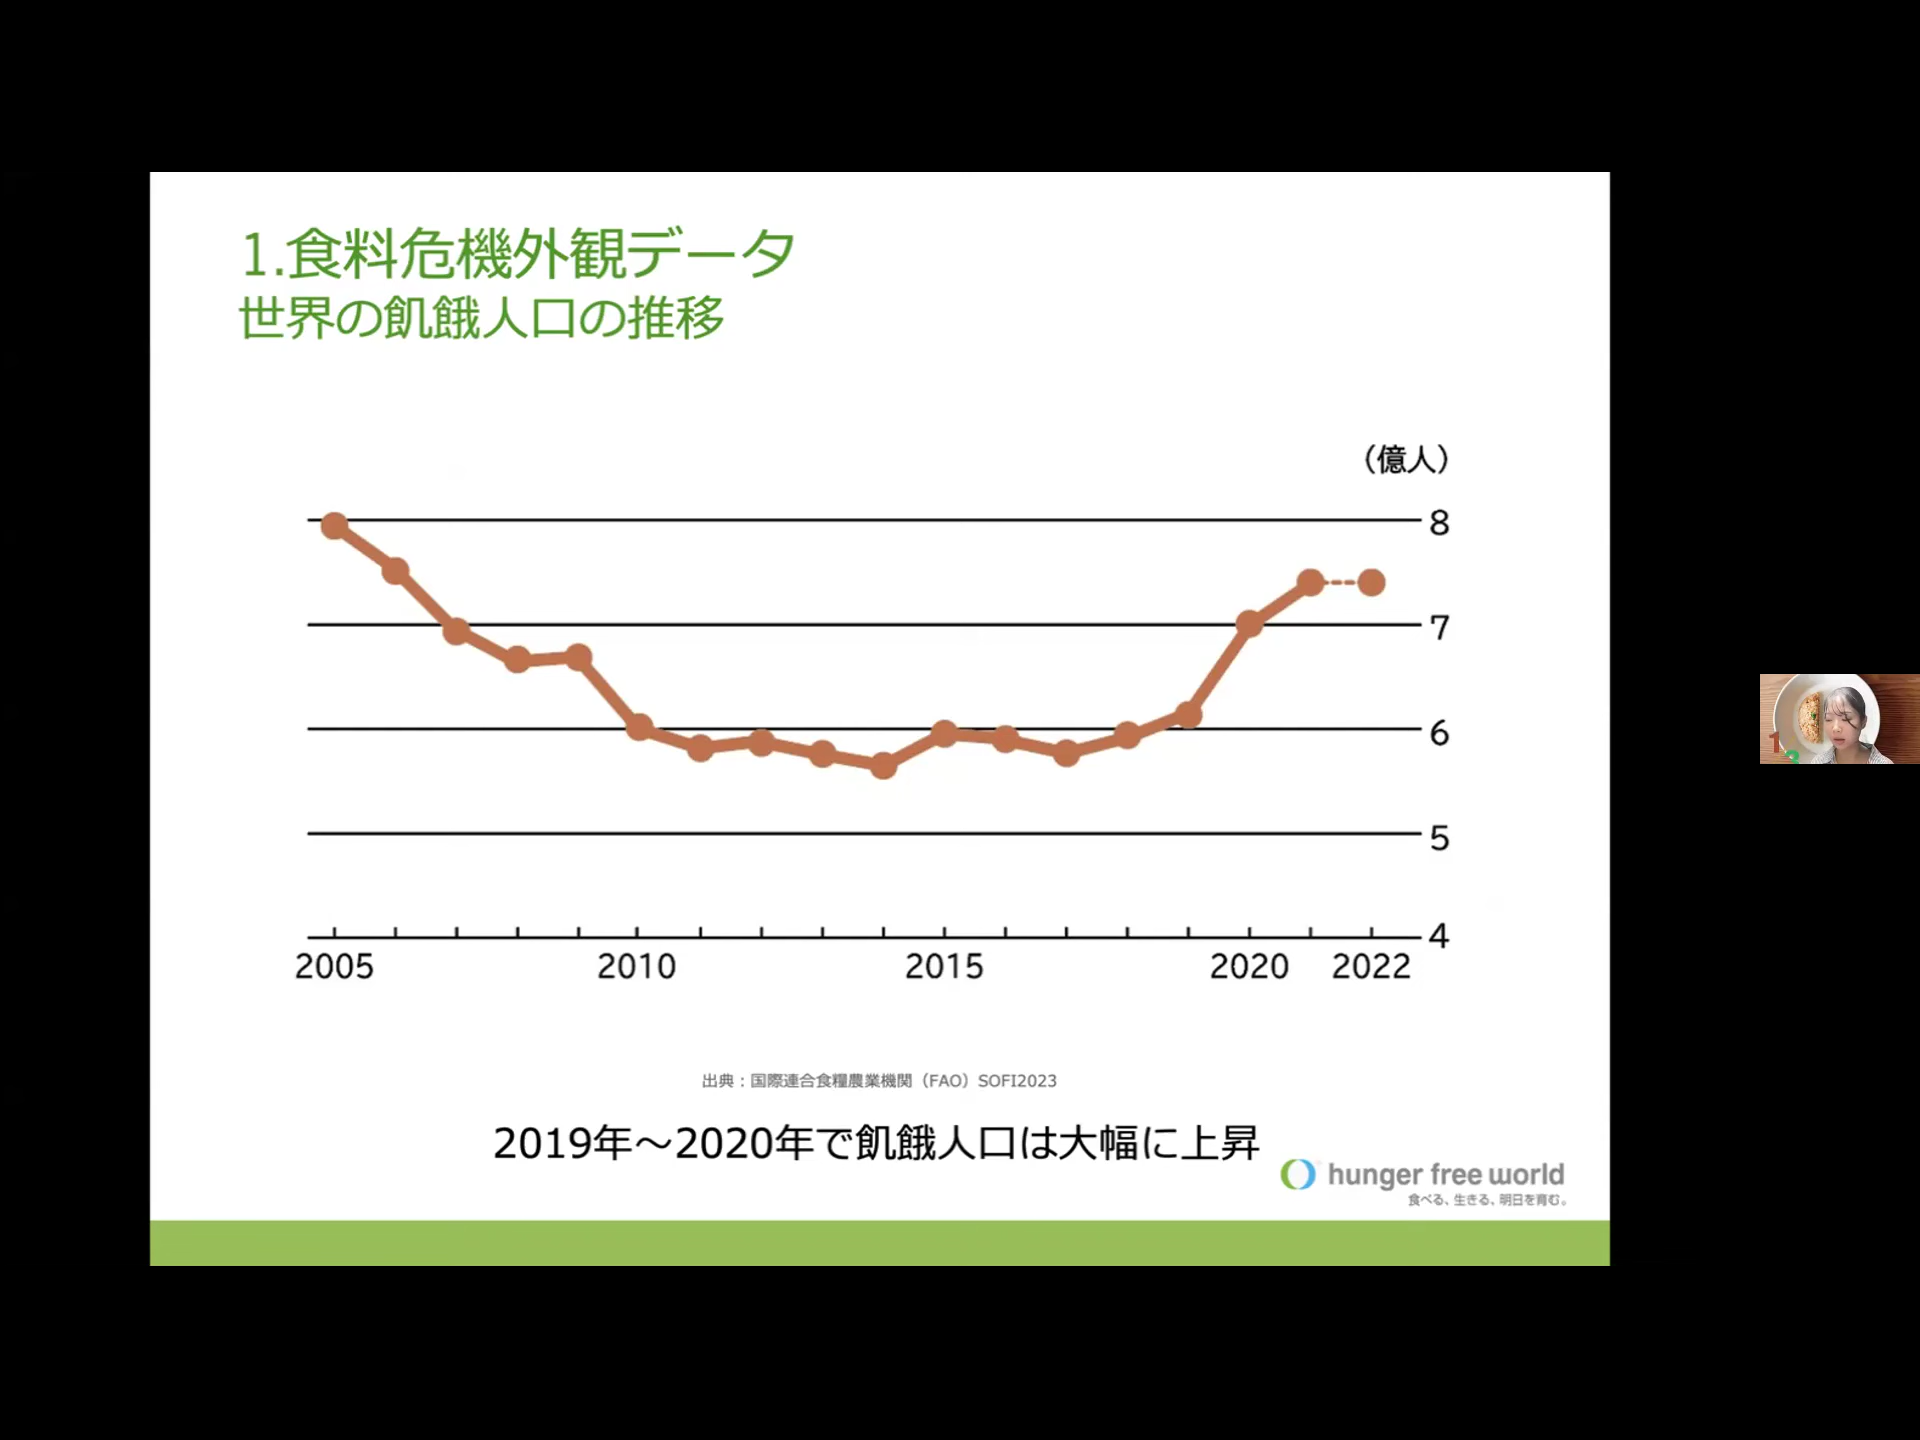 1.食料危機外観データ
世界の飢餓人口の推移
（億人）
8
7
6
5
4
2005 2010 2015 2020 2022
出典：国際連合食糧農業機関（FAO）SOFI2023
2019年～2020年で飢餓人口は大幅に上昇
hunger free world
食べる、生きる、明日を育む。